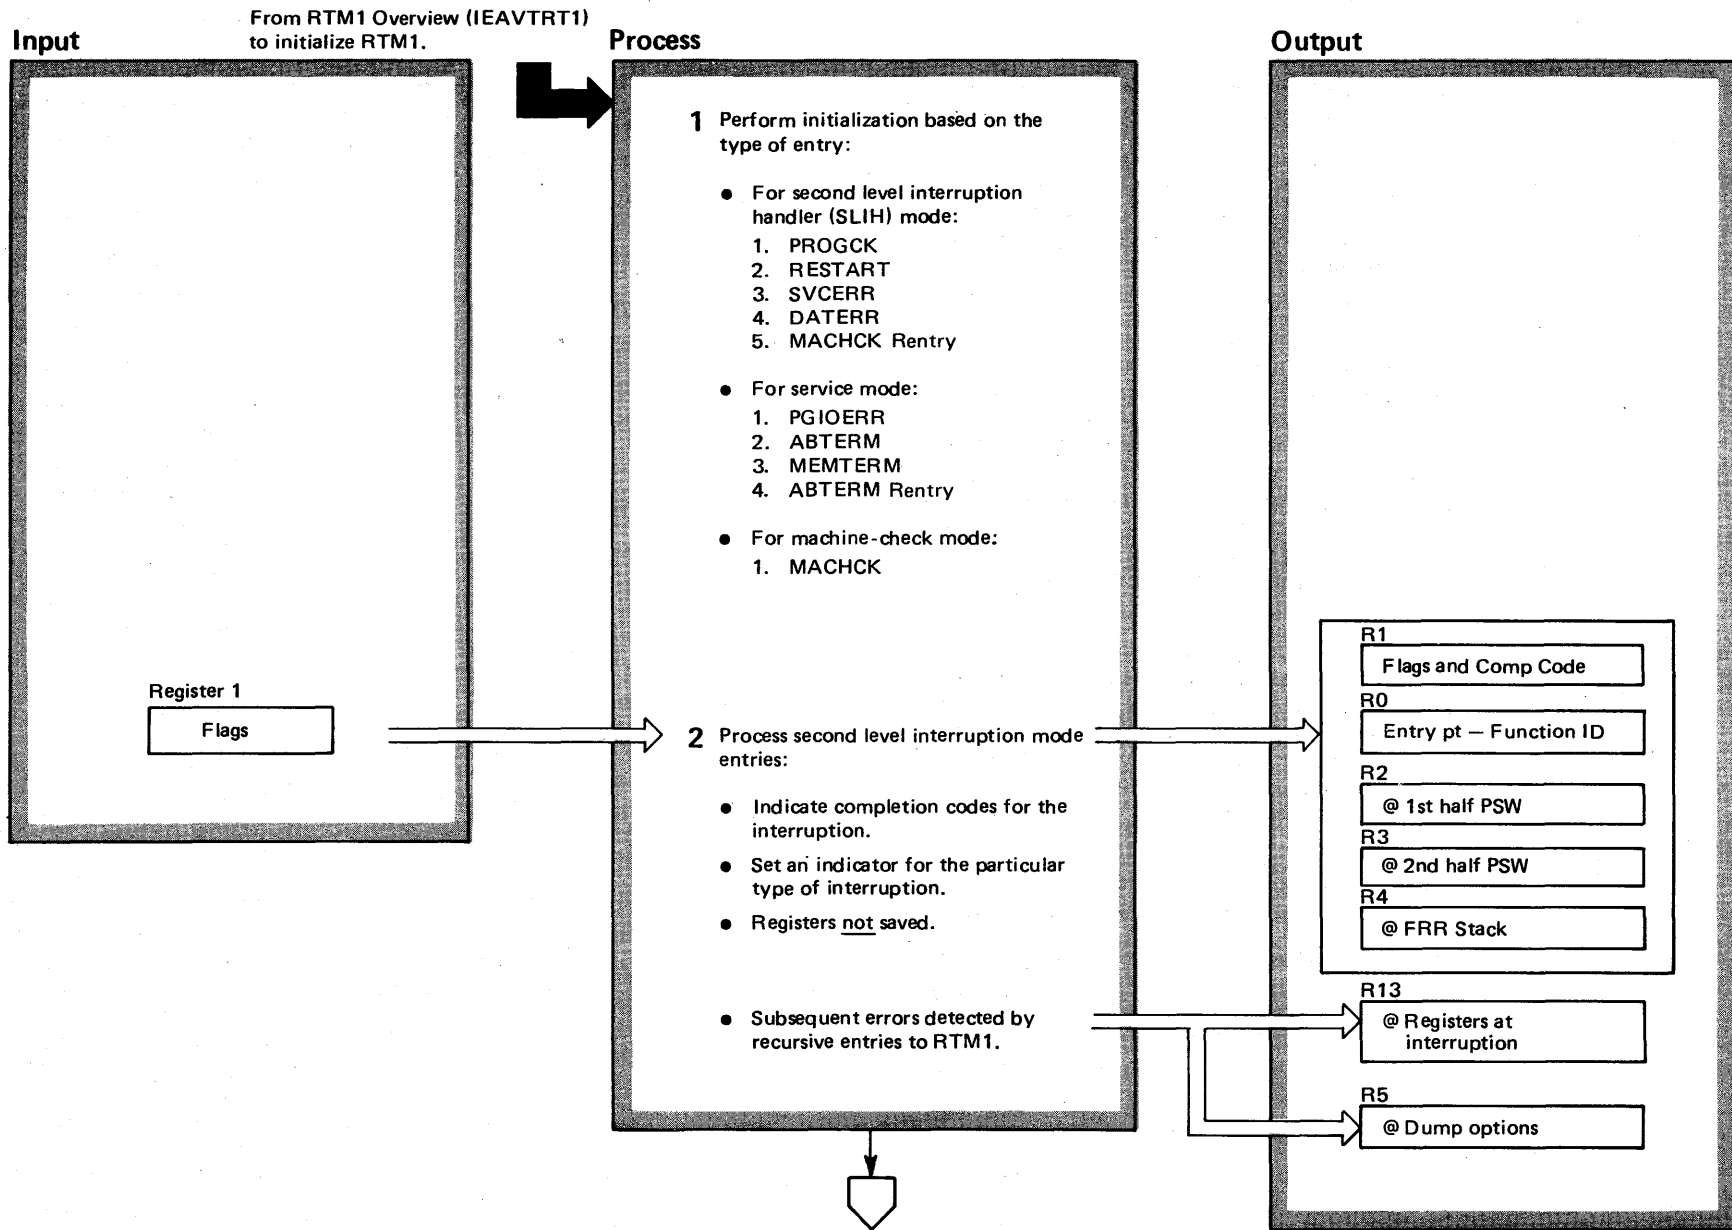 From RTM1 Overview (IEAVTRT1)
to initialize RTM1.
Input
Process
Output
1 Perform initialization based on the
type of entry:
• For second level interruption
handler (SLIH) mode:
1. PROGCK
2. RESTART
3. SVCERR
4. DATERR
5. MACHCK Rentry
• For service mode:
1. PGIOERR
2. ABTERM
3. MEMTERM
4. ABTERM Rentry
• For machine-check mode:
1. MACHCK
Register 1
Flags
2 Process second level interruption mode
entries:
• Indicate completion codes for the
interruption.
• Set an indicator for the particular
type of interruption.
• Registers not saved.
• Subsequent errors detected by
recursive entries to RTM1.
R1
Flags and Comp Code
R0
Entry pt — Function ID
R2
@ 1st half PSW
R3
@ 2nd half PSW
R4
@ FRR Stack
R13
@ Registers at
interruption
R5
@ Dump options